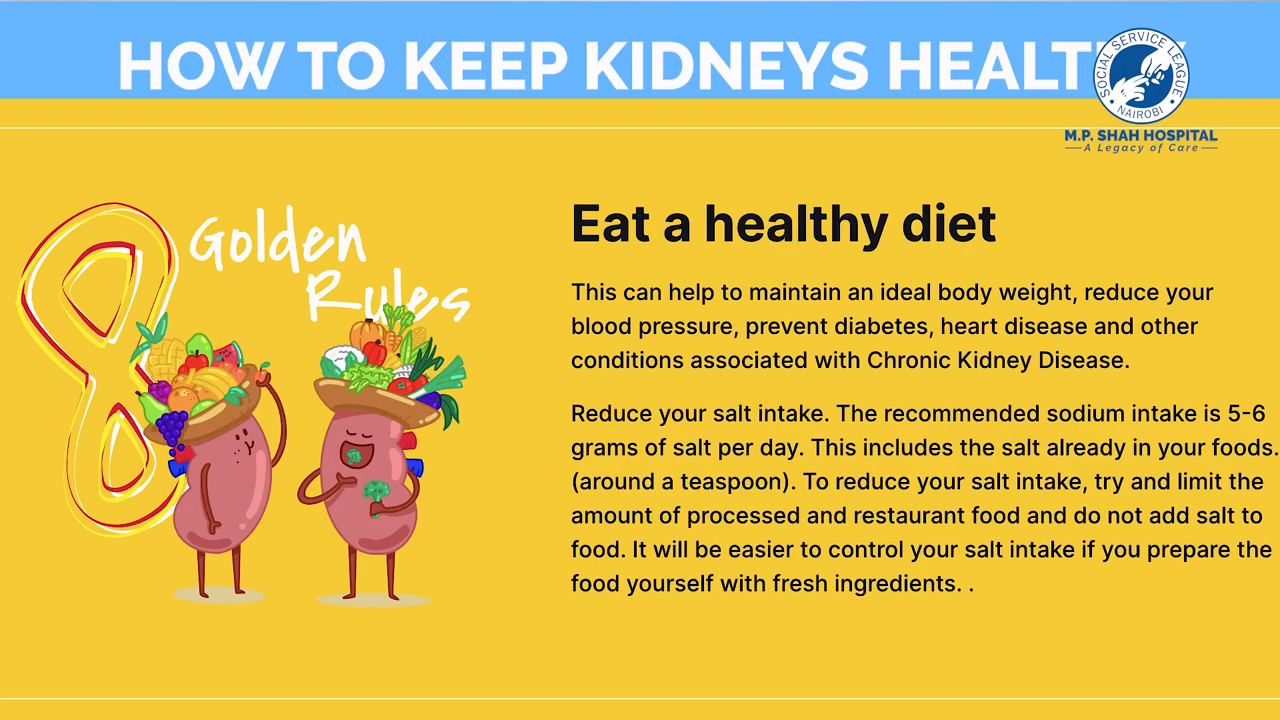 HOW TO KEEP KIDNEYS HEALT
SOCIAL SERVICE LEAGUE
NAIROBI
M.P. SHAH HOSPITAL
A Legacy of Care
8 Golden
Rules
Eat a healthy diet
This can help to maintain an ideal body weight, reduce your
blood pressure, prevent diabetes, heart disease and other
conditions associated with Chronic Kidney Disease.
Reduce your salt intake. The recommended sodium intake is 5-6
grams of salt per day. This includes the salt already in your foods.
(around a teaspoon). To reduce your salt intake, try and limit the
amount of processed and restaurant food and do not add salt to
food. It will be easier to control your salt intake if you prepare the
food yourself with fresh ingredients. .